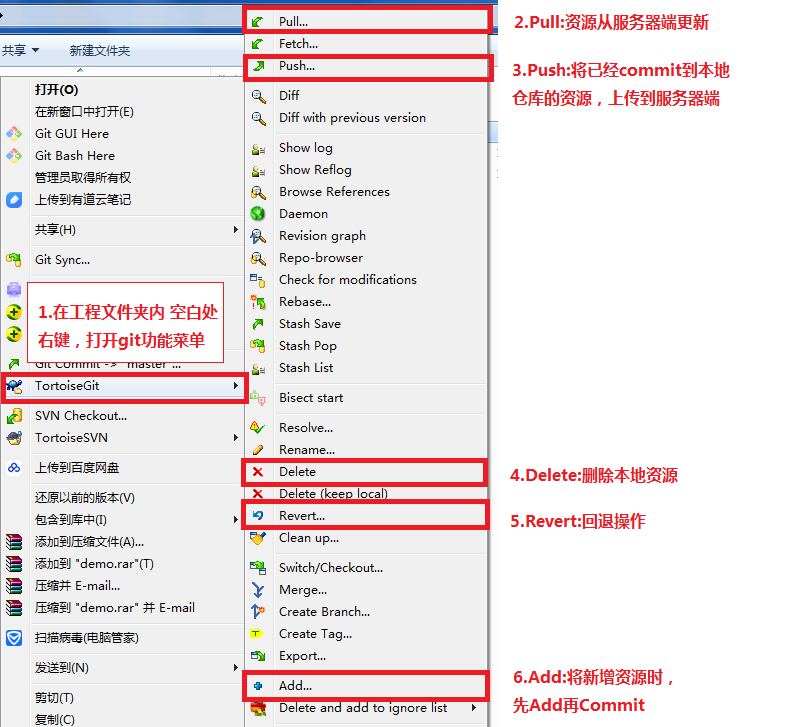 共享
新建文件夹
打开(O)
在新窗口中打开(E)
Git GUI Here
Git Bash Here
管理员取得所有权
上传到有道云笔记
共享(H)
Git Sync...
1.在工程文件夹内 空白处
右键，打开git功能菜单
Git Commit -> "master"...
TortoiseGit
SVN Checkout...
TortoiseSVN
上传到百度网盘
还原以前的版本(V)
包含到库中(I)
添加到压缩文件(A)...
添加到 "demo.rar"(T)
压缩并 E-mail...
压缩到 "demo.rar" 并 E-mail
扫描病毒(电脑管家)
发送到(N)
剪切(T)
复制(C)
Pull...
Fetch...
Push...
Diff
Diff with previous version
Show log
Show Reflog
Browse References
Daemon
Revision graph
Repo-browser
Check for modifications
Rebase...
Stash Save
Stash Pop
Stash List
Bisect start
Resolve...
Rename...
Delete
Delete (keep local)
Revert...
Clean up...
Switch/Checkout...
Merge...
Create Branch...
Create Tag...
Export...
Add...
Delete and add to ignore list
2.Pull:资源从服务器端更新
3.Push:将已经commit到本地
仓库的资源，上传到服务器端
4.Delete:删除本地资源
5.Revert:回退操作
6.Add:将新增资源时，
先Add再Commit